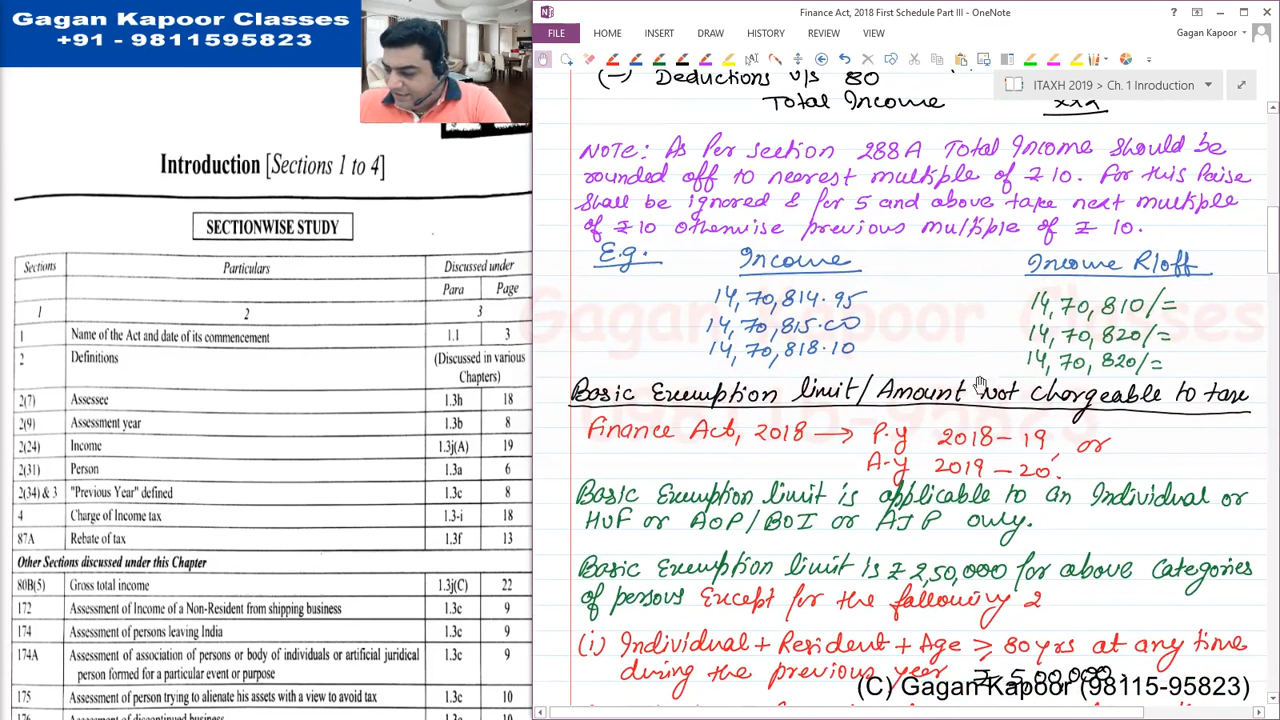 Gagan Kapoor Classes
+91 - 9811595823
Introduction [Sections 1 to 4]
SECTIONWISE STUDY
Sections Particulars Discussed under
Para Page
1 2 3
1 Name of the Act and date of its commencement 1.1 3
2 Definitions (Discussed in various Chapters)
2(7) Assessee 1.3h 18
2(9) Assessment year 1.3b 8
2(24) Income 1.3j(A) 19
2(31) Person 1.3a 6
2(34) & 3 "Previous Year" defined 1.3c 8
4 Charge of Income tax 1.3-i 18
87A Rebate of tax 1.3f 13
Other Sections discussed under this Chapter
80B(5) Gross total income 1.3j(C) 22
172 Assessment of Income of a Non-Resident from shipping business 1.3c 9
174 Assessment of persons leaving India 1.3c 9
174A Assessment of association of persons or body of individuals or artificial juridical 1.3c 9
person formed for a particular event or purpose
175 Assessment of person trying to alienate his assets with a view to avoid tax 1.3c 10
176 Assessment of discontinued business 1.3c 10
Finance Act, 2018 First Schedule Part III - OneNote
FILE HOME INSERT DRAW HISTORY REVIEW VIEW Gagan Kapoor
ITAXH 2019 > Ch. 1 Inroduction
(-) Deductions u/s 80
Total Income xxx
NOTE: As Per section 288A Total Income Should be
rounded off to nearest multiple of ₹ 10. For this Paise
Shall be ignored & for 5 and above take next multiple
of ₹ 10 otherwise previous multiple of ₹ 10.
E.g. Income Income R/off
14,70,814.95 14,70,810/=
14,70,815.00 14,70,820/=
14,70,818.10 14,70,820/=
Basic Exemption limit/Amount Not Chargeable to tax
Finance Act, 2018 → P.Y 2018-19 or
A.Y 2019-20.
Basic Exemption limit is applicable to an Individual or
HUF or AOP/BOI or AJP only.
Basic Exemption limit is ₹ 2,50,000 for above Categories
of persons Except for the following 2
(i) Individual + Resident + Age ≥ 80 yrs at any time
during the previous year ₹ 5,00,000.
(C) Gagan Kapoor (98115-95823)